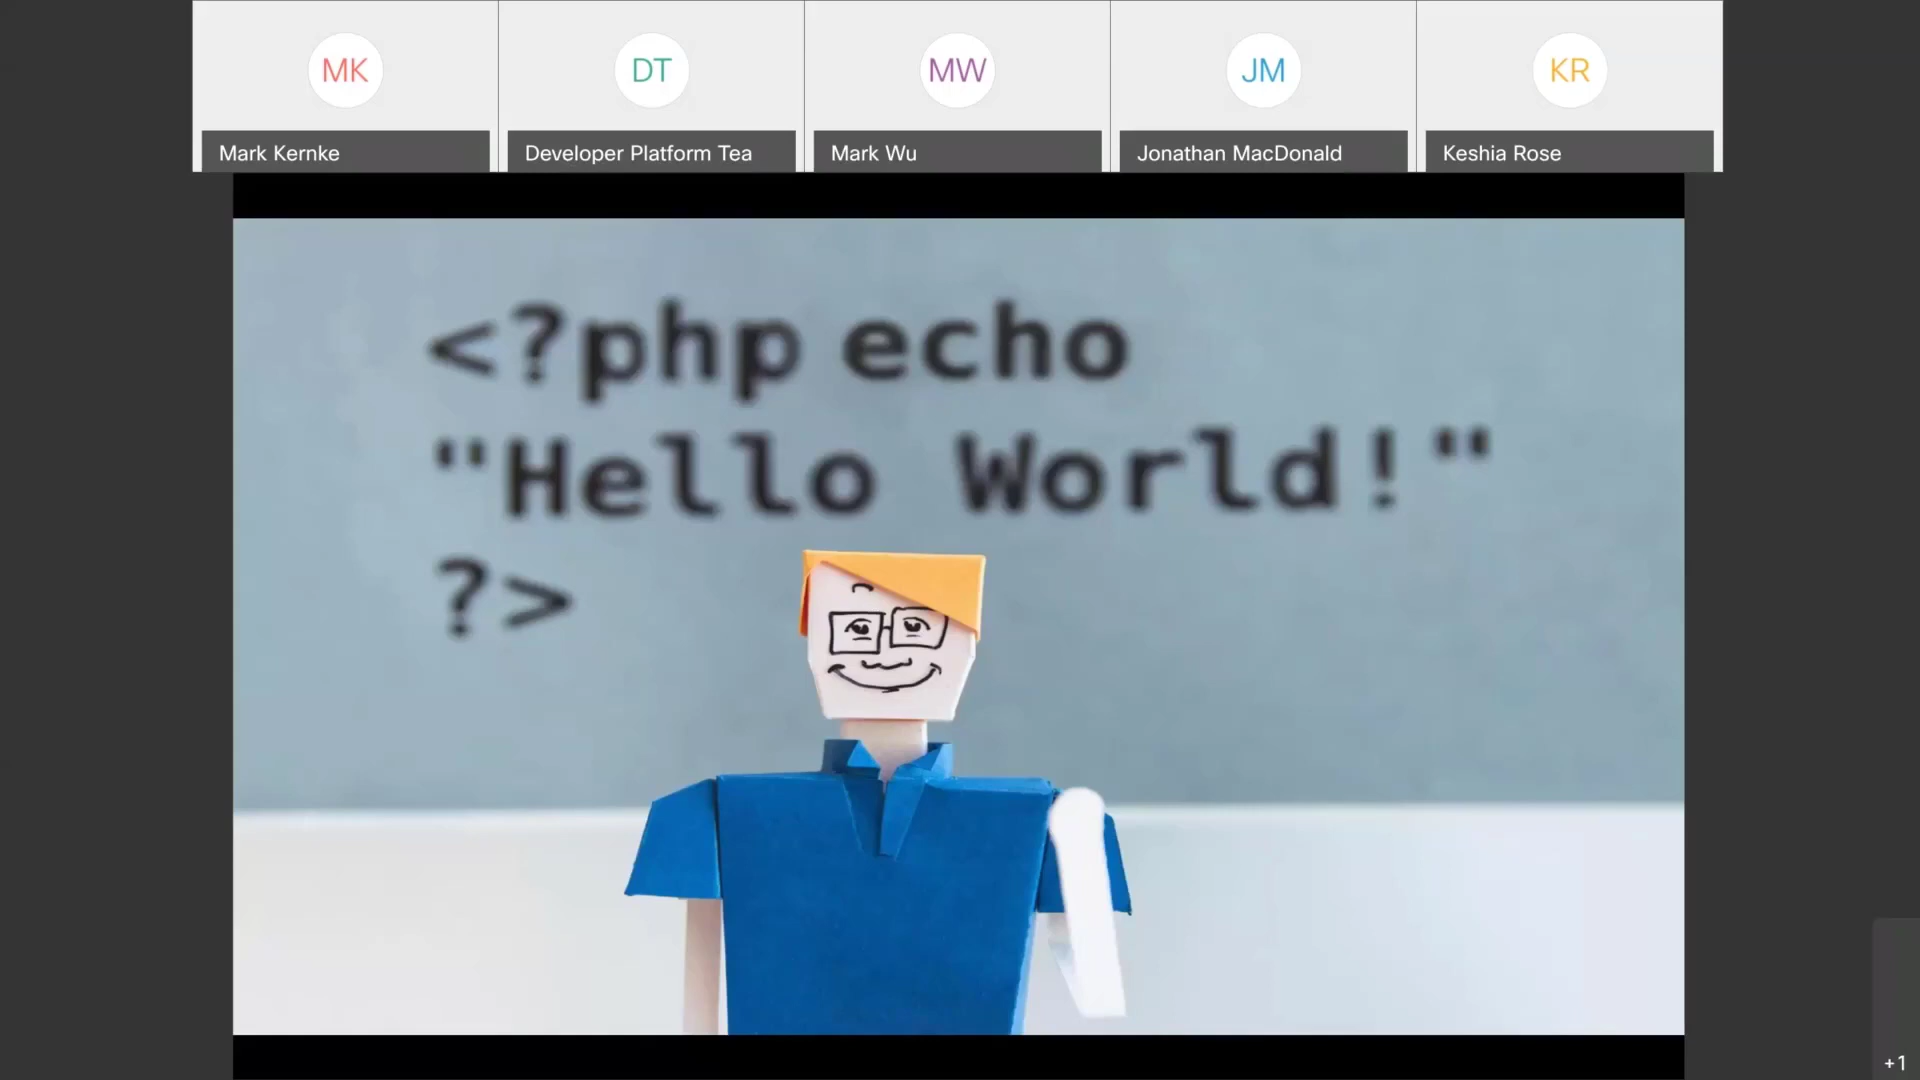 MK
DT
MW
JM
KR
Mark Kernke
Developer Platform Tea
Mark Wu
Jonathan MacDonald
Keshia Rose
<?php echo
"Hello World!"
?>
+1